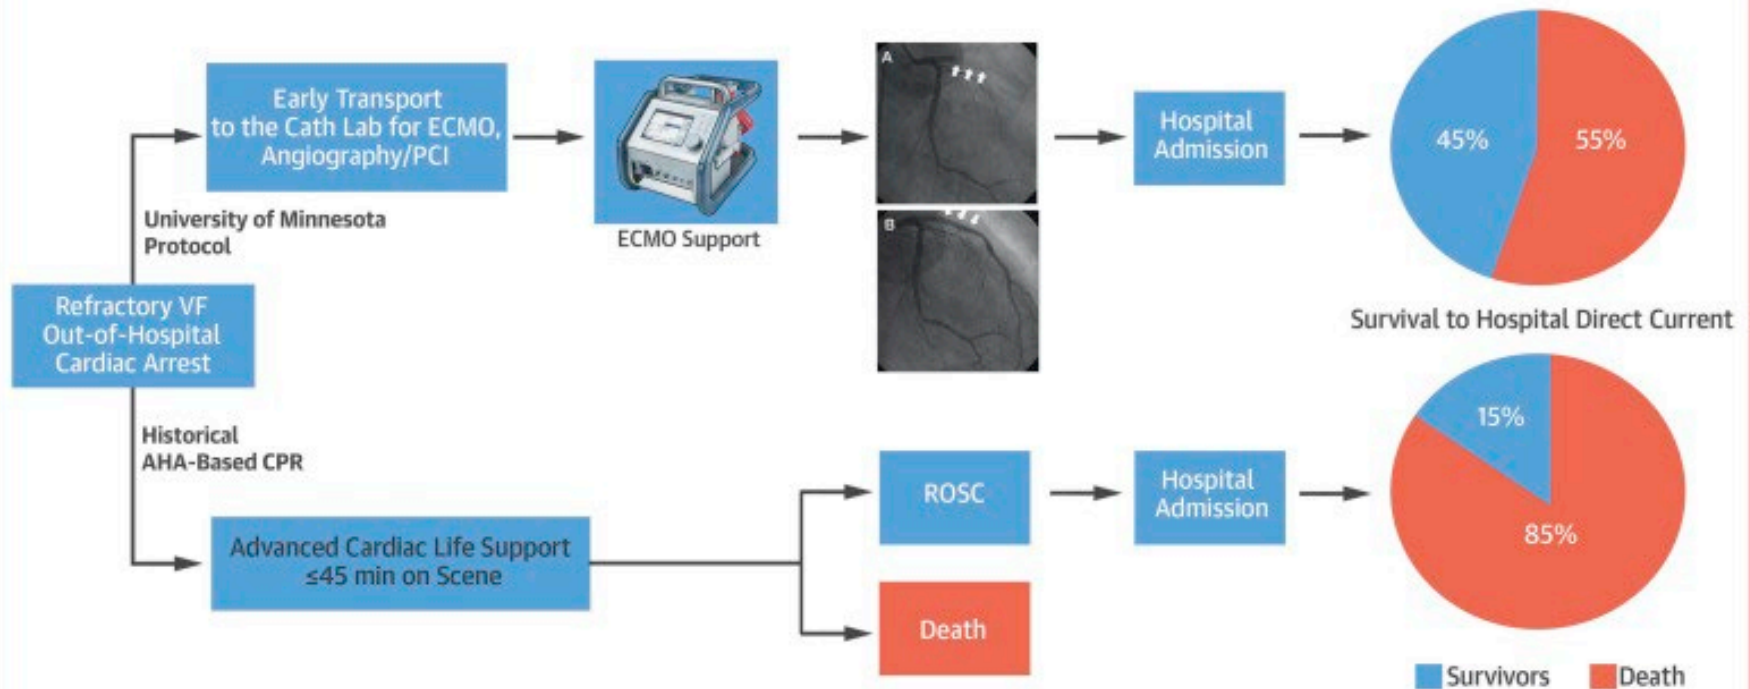 Early Transport
to the Cath Lab for ECMO,
Angiography/PCI
University of Minnesota
Protocol
ECMO Support
A
B
Hospital
Admission
45%
55%
Survival to Hospital Direct Current
Refractory VF
Out-of-Hospital
Cardiac Arrest
Historical
AHA-Based CPR
Advanced Cardiac Life Support
≤45 min on Scene
ROSC
Death
Hospital
Admission
15%
85%
Survivors
Death